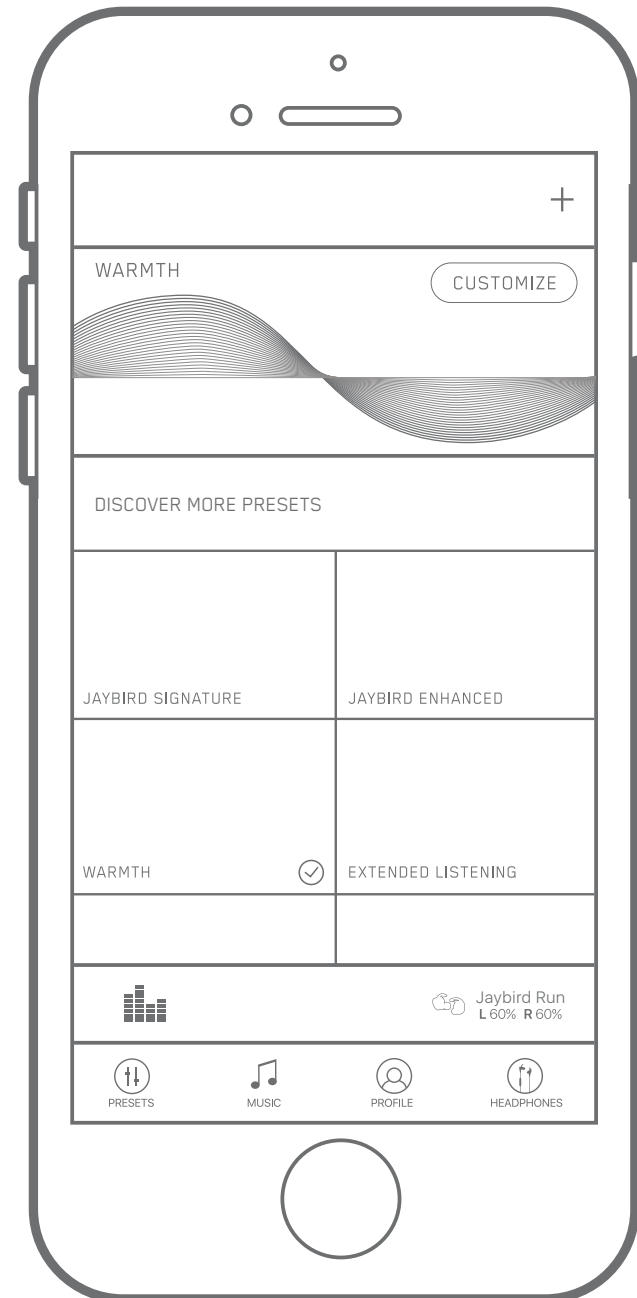 +
WARMTH
CUSTOMIZE
DISCOVER MORE PRESETS
JAYBIRD SIGNATURE
JAYBIRD ENHANCED
WARMTH
EXTENDED LISTENING
Jaybird Run
L 60% R 60%
PRESETS
MUSIC
PROFILE
HEADPHONES